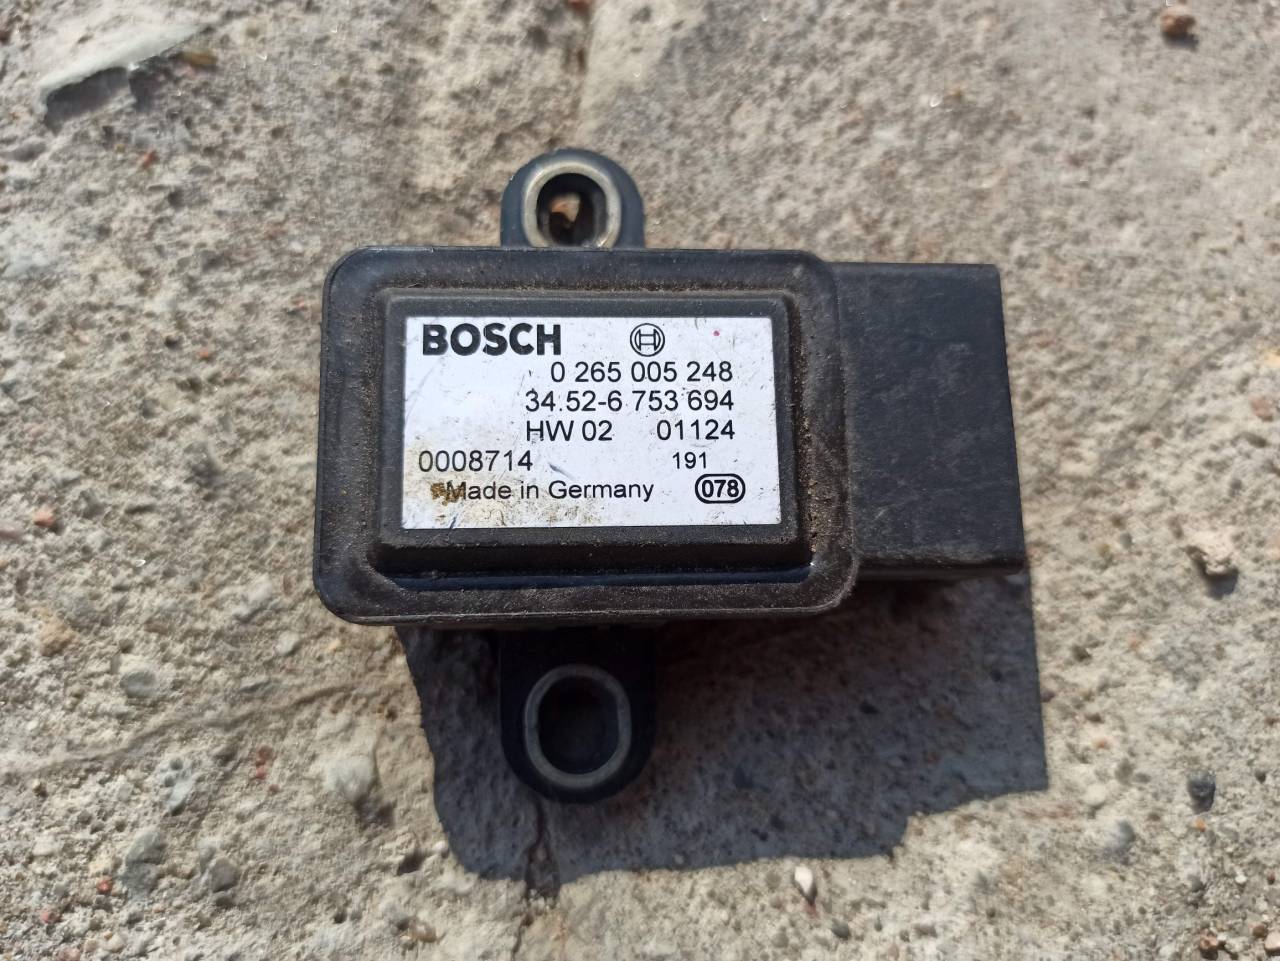 BOSCH
0 265 005 248
34.52-6 753 694
HW 02 01124
0008714 191
Made in Germany 078